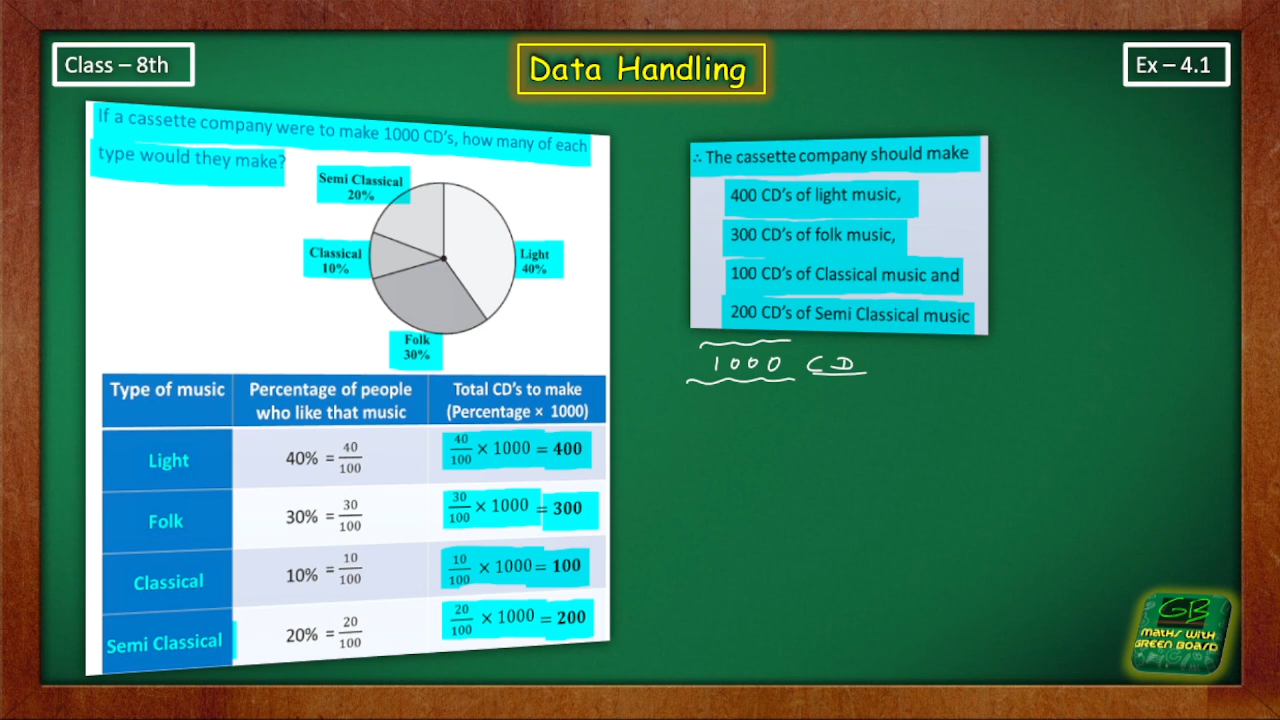 Class – 8th
Data Handling
Ex – 4.1
If a cassette company were to make 1000 CD's, how many of each
type would they make?
Semi Classical
20%
Classical
10%
Light
40%
Folk
30%
Type of music
Percentage of people
who like that music
Total CD's to make
(Percentage × 1000)
Light
40% = 40/100
40/100 × 1000 = 400
Folk
30% = 30/100
30/100 × 1000 = 300
Classical
10% = 10/100
10/100 × 1000 = 100
Semi Classical
20% = 20/100
20/100 × 1000 = 200
∴ The cassette company should make
400 CD's of light music,
300 CD's of folk music,
100 CD's of Classical music and
200 CD's of Semi Classical music
1000 CD
GB
MATHS WITH
GREEN BOARD